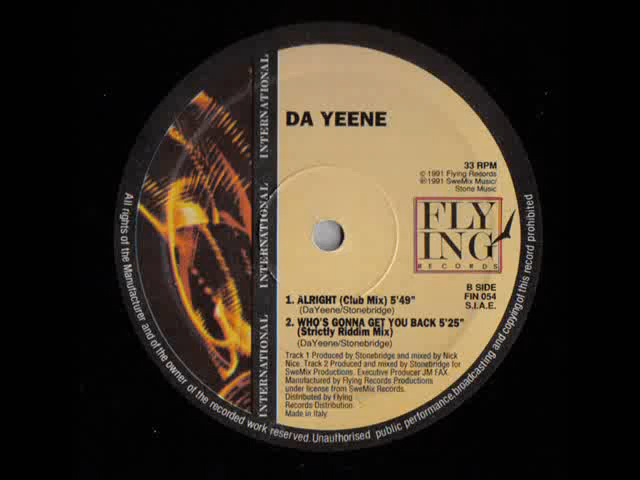 DA YEENE
INTERNATIONAL
INTERNATIONAL
INTERNATIONAL
33 RPM
© 1991 Flying Records
℗ 1991 SweMix Music/
Stone Music
FLY
ING
RECORDS
B SIDE
FIN 054
S.I.A.E.
1. ALRIGHT (Club Mix) 5'49"
(DaYeene/Stonebridge)
2. WHO'S GONNA GET YOU BACK 5'25"
(Strictly Riddim Mix)
(DaYeene/Stonebridge)
Track 1 Produced by Stonebridge and mixed by Nick
Nice. Track 2 Produced and mixed by Stonebridge for
SweMix Productions. Executive Producer JM FAX.
Manufactured by Flying Records Productions
under license from SweMix Records.
Distributed by Flying
Records Distribution.
Made in Italy
All rights of the Manufacturer and of the owner of the recorded work reserved. Unauthorised public performance, broadcasting and copying of this record prohibited